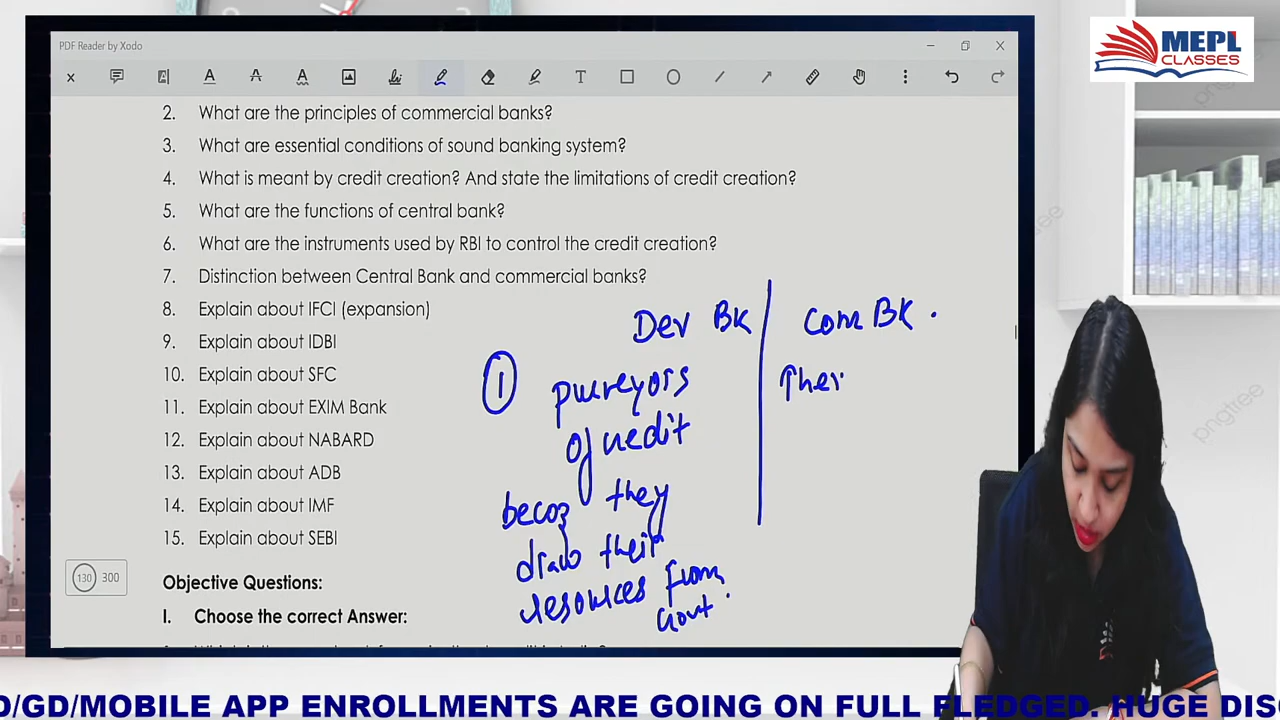 PDF Reader by Xodo
MEPL
CLASSES
2. What are the principles of commercial banks?
3. What are essential conditions of sound banking system?
4. What is meant by credit creation? And state the limitations of credit creation?
5. What are the functions of central bank?
6. What are the instruments used by RBI to control the credit creation?
7. Distinction between Central Bank and commercial banks?
8. Explain about IFCI (expansion)
9. Explain about IDBI
10. Explain about SFC
11. Explain about EXIM Bank
12. Explain about NABARD
13. Explain about ADB
14. Explain about IMF
15. Explain about SEBI
130 300
Objective Questions:
I. Choose the correct Answer:
Dev BK
Com BK .
1 purveyors
of credit
becoz they
draw their
resources from
Govt .
Ther
D/GD/MOBILE APP ENROLLMENTS ARE GOING ON FULL FLEDGED. HUGE DIS
pngtree
pngtree